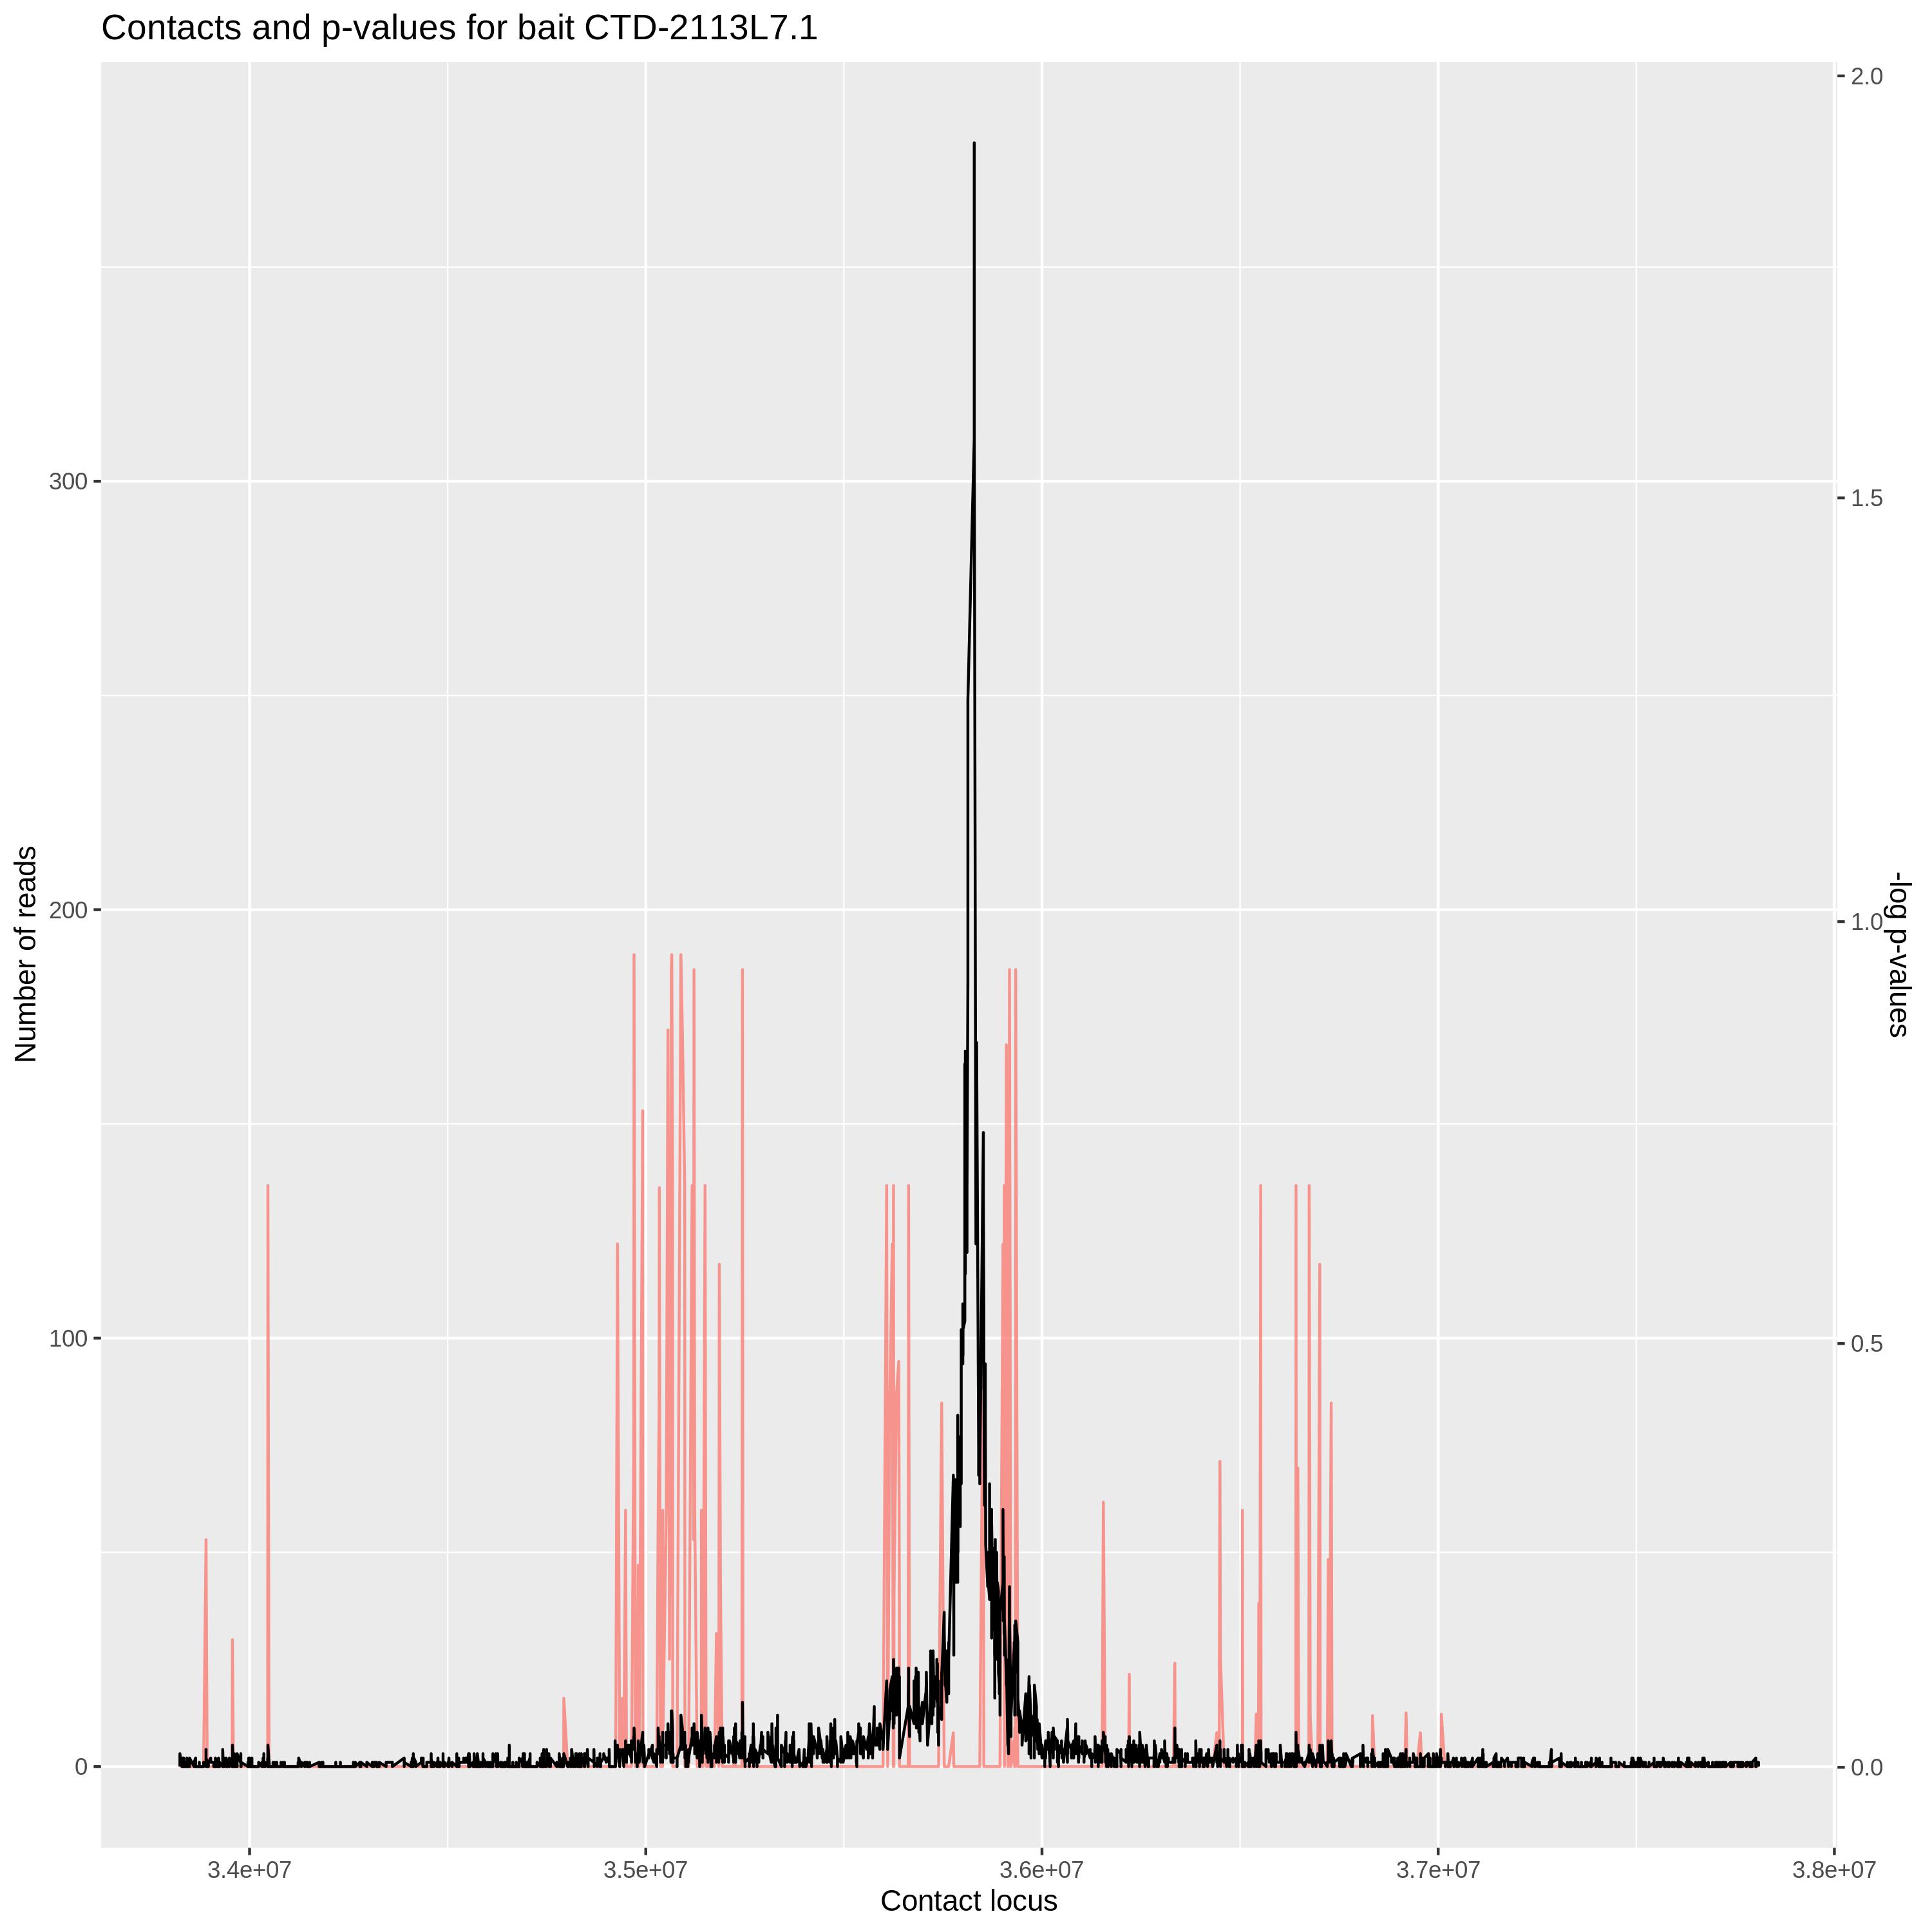 Contacts and p-values for bait CTD-2113L7.1
Number of reads
300
200
100
0
2.0
1.5
1.0
0.5
0.0
-log p-values
3.4e+07
3.5e+07
3.6e+07
3.7e+07
3.8e+07
Contact locus